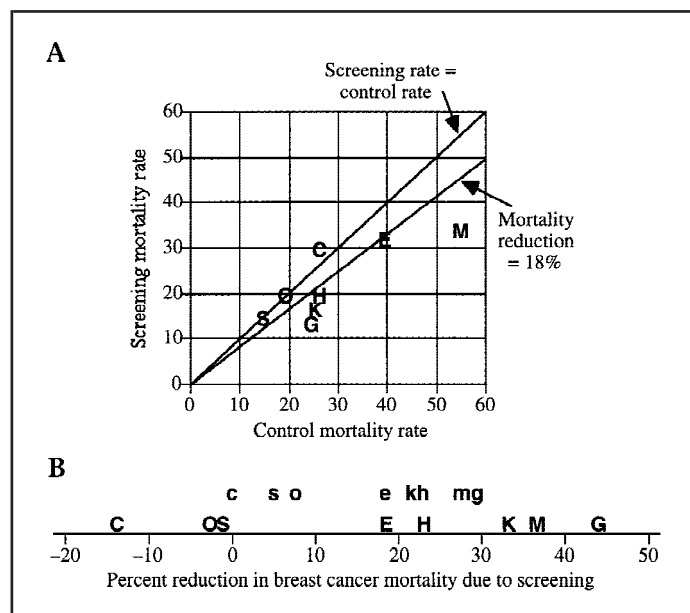 A
Screening rate =
control rate
60
50
40
30
20
10
0
Screening mortality rate
C
E
M
O
H
S
K
G
Mortality
reduction
= 18%
0 10 20 30 40 50 60
Control mortality rate
B
c s o e kh mg
C OS E H K M G
−20 −10 0 10 20 30 40 50
Percent reduction in breast cancer mortality due to screening